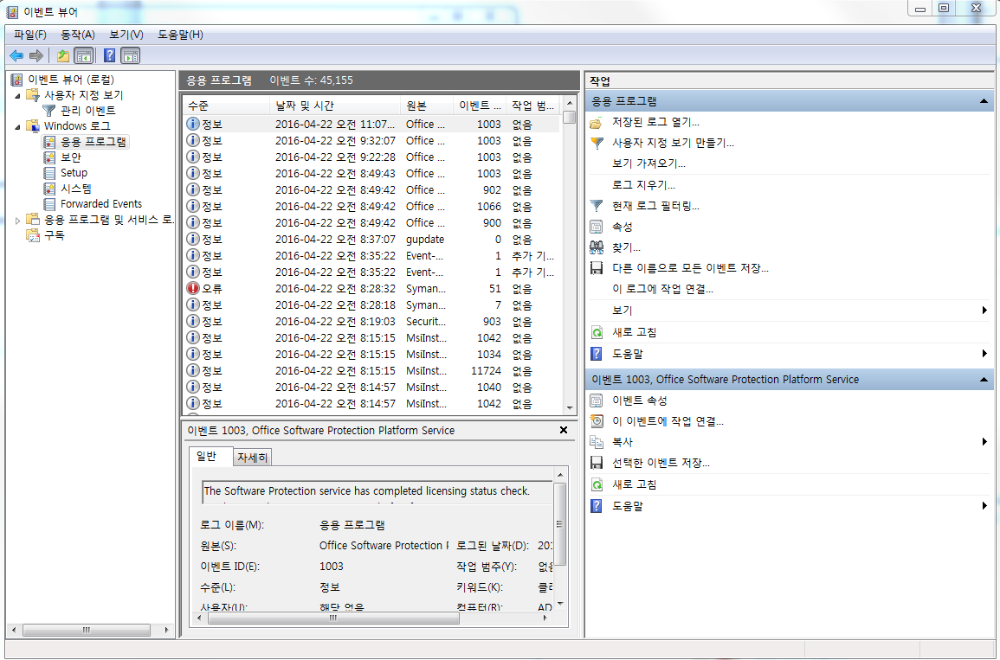 이벤트 뷰어
파일(F) 동작(A) 보기(V) 도움말(H)
이벤트 뷰어 (로컬)
사용자 지정 보기
관리 이벤트
Windows 로그
응용 프로그램
보안
Setup
시스템
Forwarded Events
응용 프로그램 및 서비스 로...
구독
응용 프로그램 이벤트 수: 45,155
수준 날짜 및 시간 원본 이벤트 ... 작업 범...
정보 2016-04-22 오전 11:07... Office ... 1003 없음
정보 2016-04-22 오전 9:32:07 Office ... 1003 없음
정보 2016-04-22 오전 9:22:28 Office ... 1003 없음
정보 2016-04-22 오전 8:49:43 Office ... 1003 없음
정보 2016-04-22 오전 8:49:42 Office ... 902 없음
정보 2016-04-22 오전 8:49:42 Office ... 1066 없음
정보 2016-04-22 오전 8:49:42 Office ... 900 없음
정보 2016-04-22 오전 8:37:07 gupdate 0 없음
정보 2016-04-22 오전 8:35:22 Event-... 1 추가 기...
정보 2016-04-22 오전 8:35:22 Event-... 1 추가 기...
오류 2016-04-22 오전 8:28:32 Syman... 51 없음
정보 2016-04-22 오전 8:28:18 Syman... 7 없음
정보 2016-04-22 오전 8:19:03 Securit... 903 없음
정보 2016-04-22 오전 8:15:15 MsiInst... 1042 없음
정보 2016-04-22 오전 8:15:15 MsiInst... 1034 없음
정보 2016-04-22 오전 8:15:15 MsiInst... 11724 없음
정보 2016-04-22 오전 8:14:57 MsiInst... 1040 없음
정보 2016-04-22 오전 8:14:57 MsiInst... 1042 없음
이벤트 1003, Office Software Protection Platform Service
일반 자세히
The Software Protection service has completed licensing status check.
로그 이름(M): 응용 프로그램
원본(S): Office Software Protection 로그된 날짜(D): 201
이벤트 ID(E): 1003 작업 범주(Y): 없음
수준(L): 정보 키워드(K): 클
사용자(U): 해당 없음 컴퓨터(R): AD
작업
응용 프로그램
저장된 로그 열기...
사용자 지정 보기 만들기...
보기 가져오기...
로그 지우기...
현재 로그 필터링...
속성
찾기...
다른 이름으로 모든 이벤트 저장...
이 로그에 작업 연결...
보기
새로 고침
도움말
이벤트 1003, Office Software Protection Platform Service
이벤트 속성
이 이벤트에 작업 연결...
복사
선택한 이벤트 저장...
새로 고침
도움말